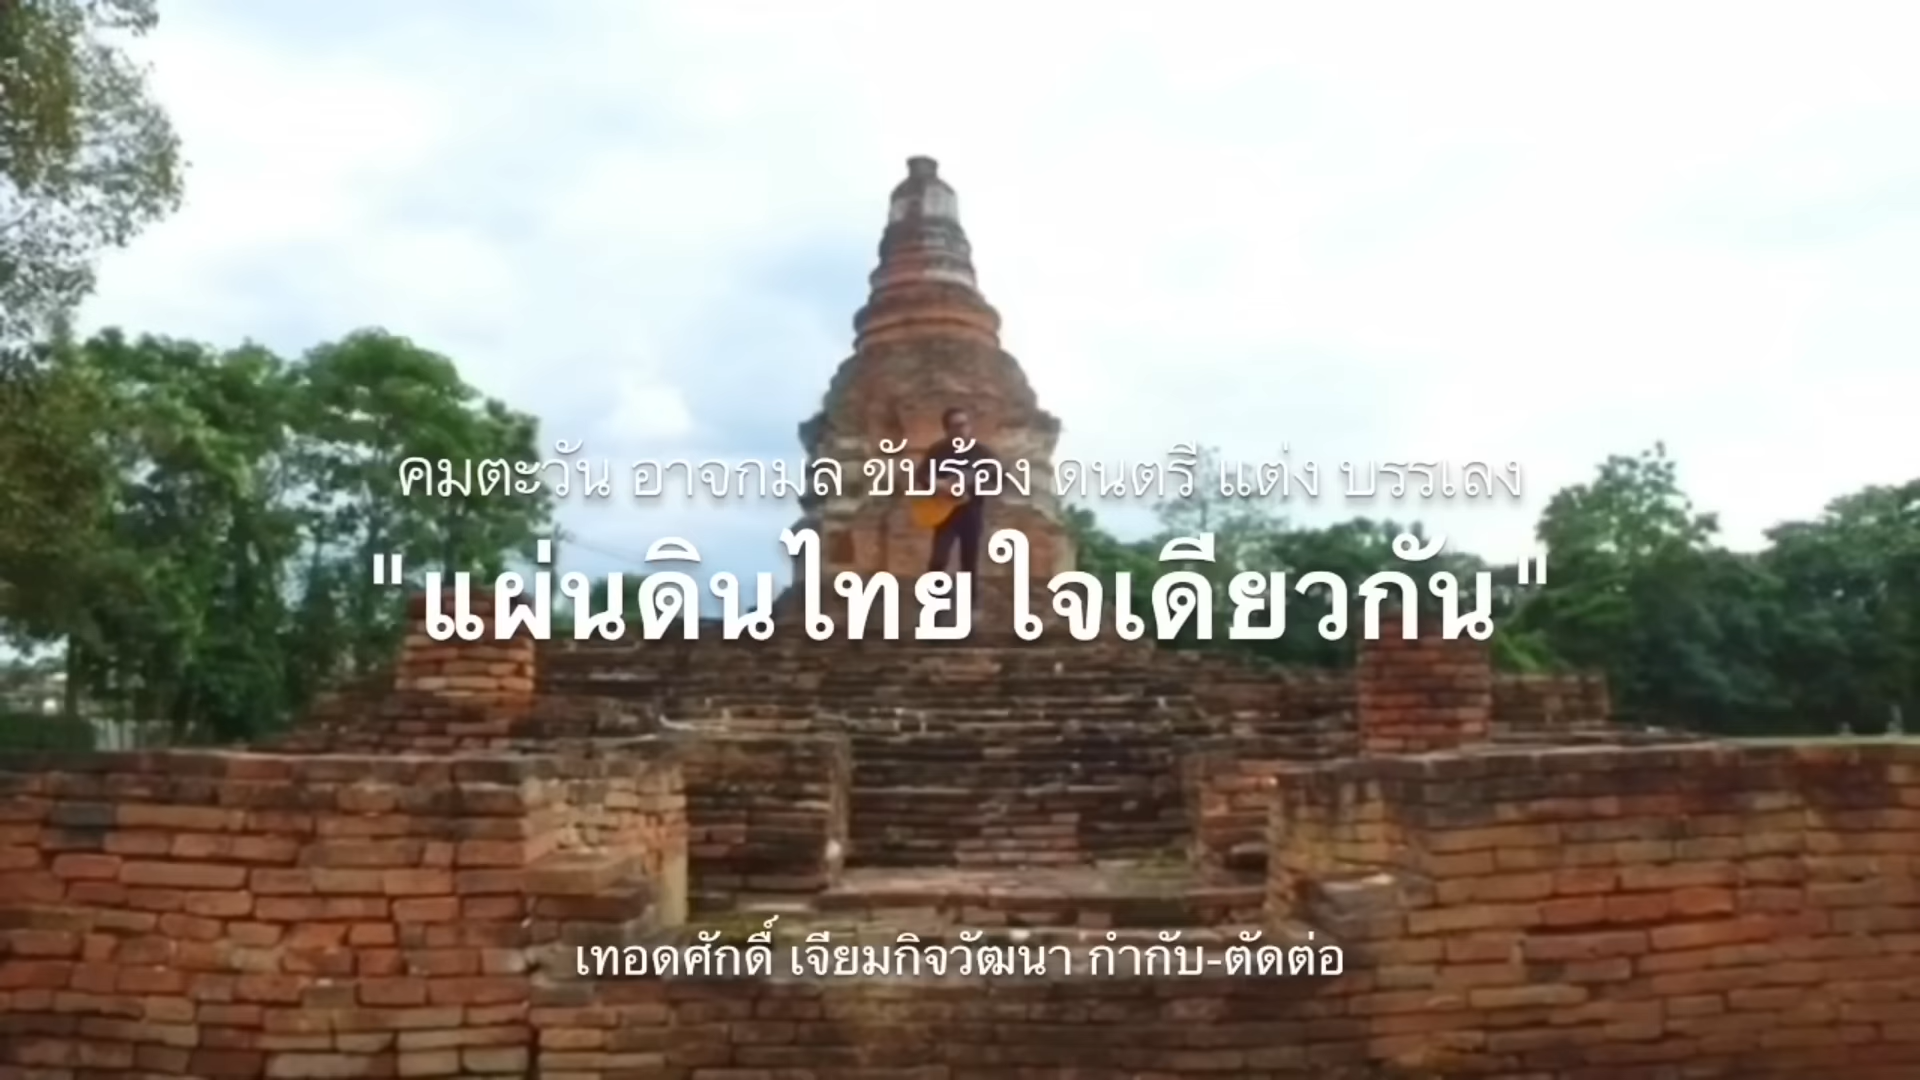 คมตะวัน อาจกมล ขับร้อง ดนตรี แต่ง บรรเลง
"แผ่นดินไทยใจเดียวกัน"
เทอดศักดิ์ เจียมกิจวัฒนา กำกับ-ตัดต่อ